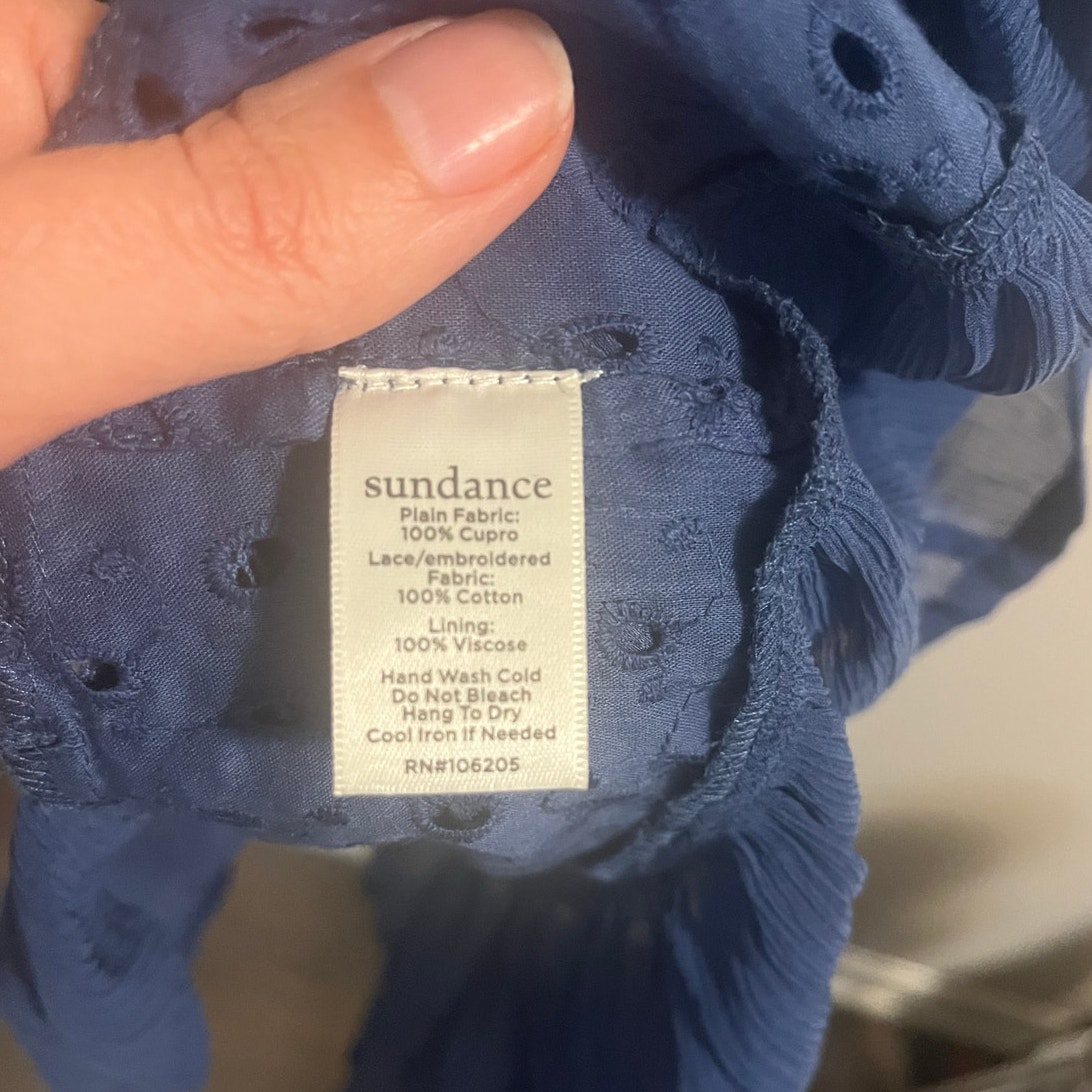 sundance
Plain Fabric:
100% Cupro
Lace/embroidered
Fabric:
100% Cotton
Lining:
100% Viscose
Hand Wash Cold
Do Not Bleach
Hang To Dry
Cool Iron If Needed
RN#106205